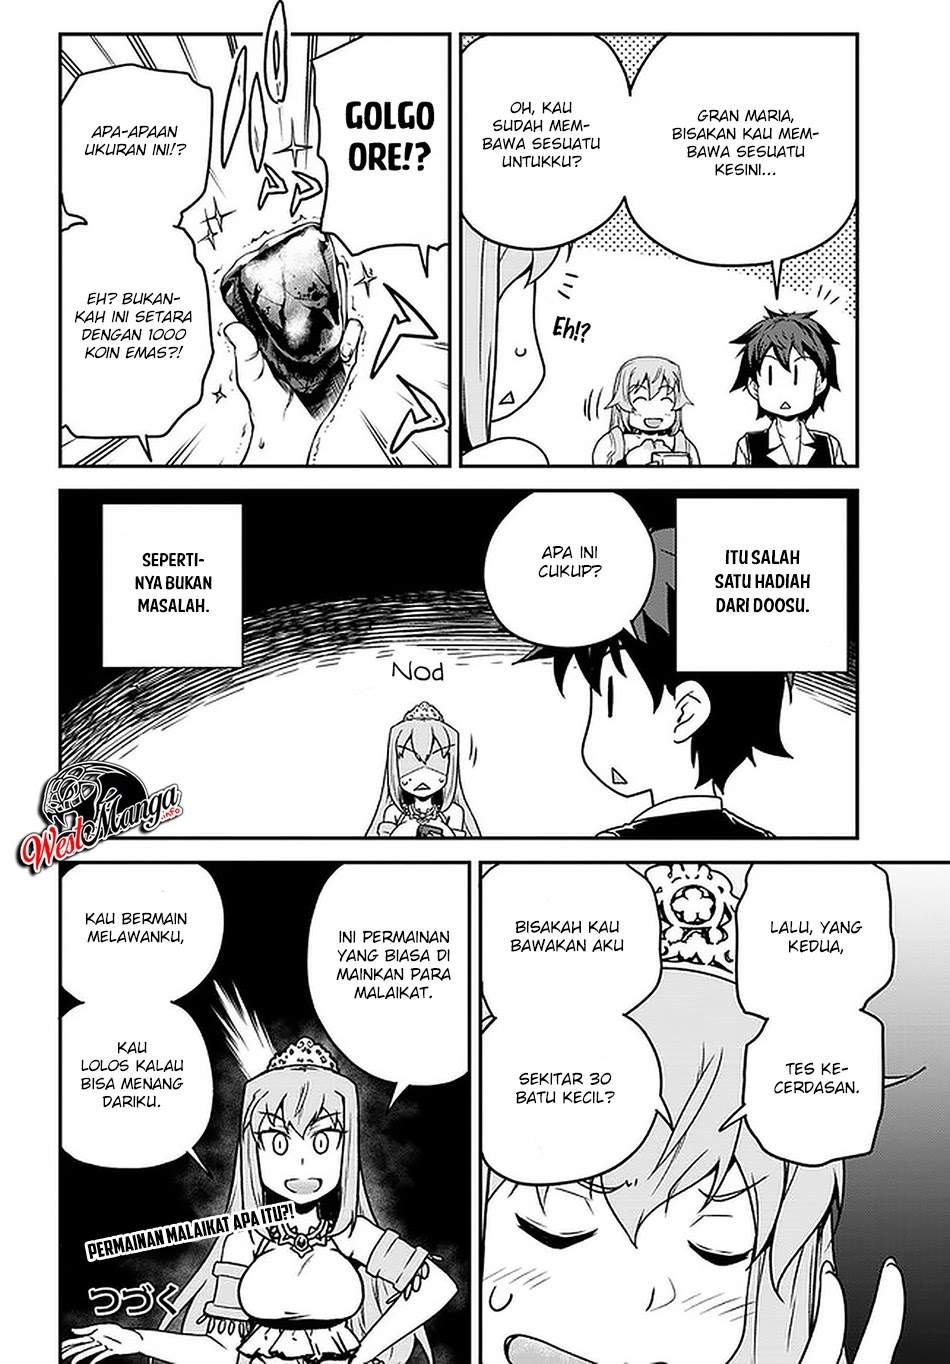 GRAN MARIA,
BISAKAN KAU MEM-
BAWA SESUATU
KESINI...
OH, KAU
SUDAH MEM-
BAWA SESUATU
UNTUKKU?
Eh!?
GOLGO
ORE!?
APA-APAAN
UKURAN INI!?
EH? BUKAN-
KAH INI SETARA
DENGAN 1000
KOIN EMAS?!
ITU SALAH
SATU HADIAH
DARI DOOSU.
APA INI
CUKUP?
Nod
SEPERTI-
NYA BUKAN
MASALAH.
WestManga
.info
LALU, YANG
KEDUA,
TES KE-
CERDASAN.
BISAKAH KAU
BAWAKAN AKU
SEKITAR 30
BATU KECIL?
INI PERMAINAN
YANG BIASA DI
MAINKAN PARA
MALAIKAT.
KAU BERMAIN
MELAWANKU,
KAU
LOLOS KALAU
BISA MENANG
DARIKU.
PERMAINAN MALAIKAT APA ITU?!
つづく